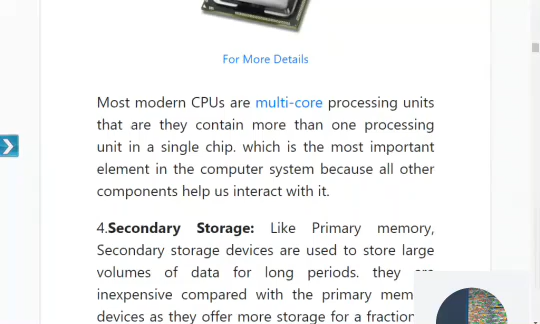 For More Details
Most modern CPUs are multi-core processing units
that are they contain more than one processing
unit in a single chip. which is the most important
element in the computer system because all other
components help us interact with it.
4.Secondary Storage: Like Primary memory,
Secondary storage devices are used to store large
volumes of data for long periods. they are
inexpensive compared with the primary memory
devices as they offer more storage for a fraction